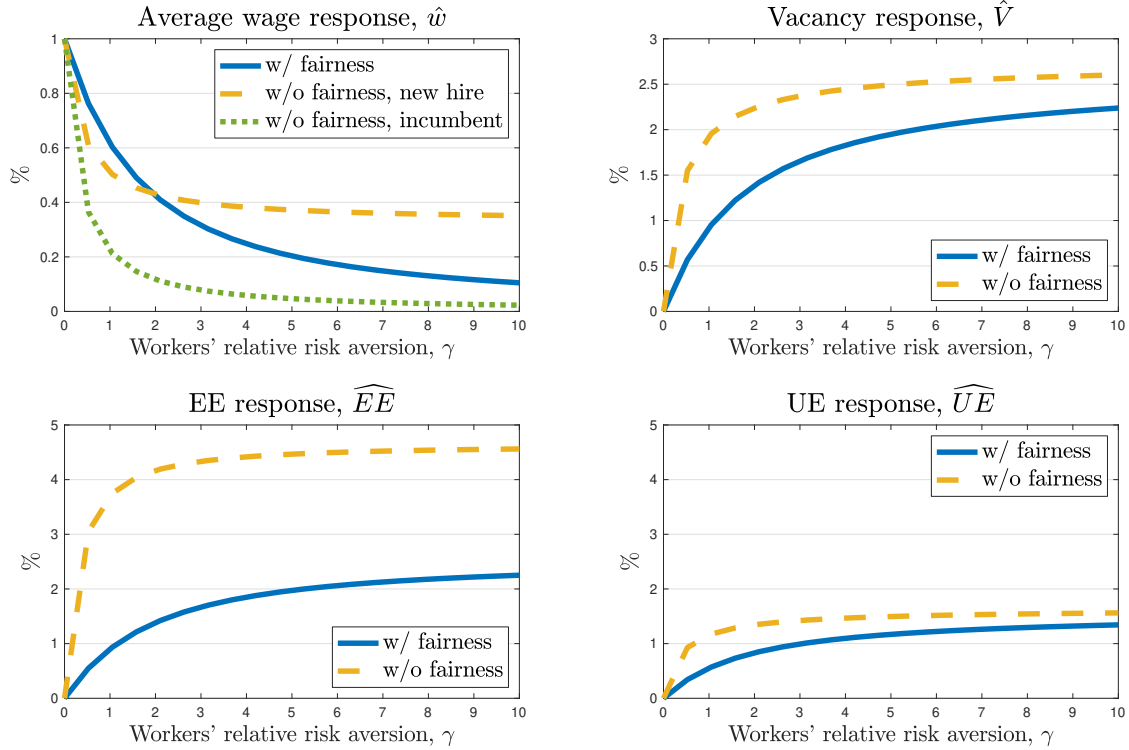 Average wage response, ŵ
%
1
0.8
0.6
0.4
0.2
0
w/ fairness
w/o fairness, new hire
w/o fairness, incumbent
0 1 2 3 4 5 6 7 8 9 10
Workers' relative risk aversion, γ
Vacancy response, V̂
%
3
2.5
2
1.5
1
0.5
0
w/ fairness
w/o fairness
0 1 2 3 4 5 6 7 8 9 10
Workers' relative risk aversion, γ
EE response, \widehat{EE}
%
5
4
3
2
1
0
w/ fairness
w/o fairness
0 1 2 3 4 5 6 7 8 9 10
Workers' relative risk aversion, γ
UE response, \widehat{UE}
%
5
4
3
2
1
0
w/ fairness
w/o fairness
0 1 2 3 4 5 6 7 8 9 10
Workers' relative risk aversion, γ